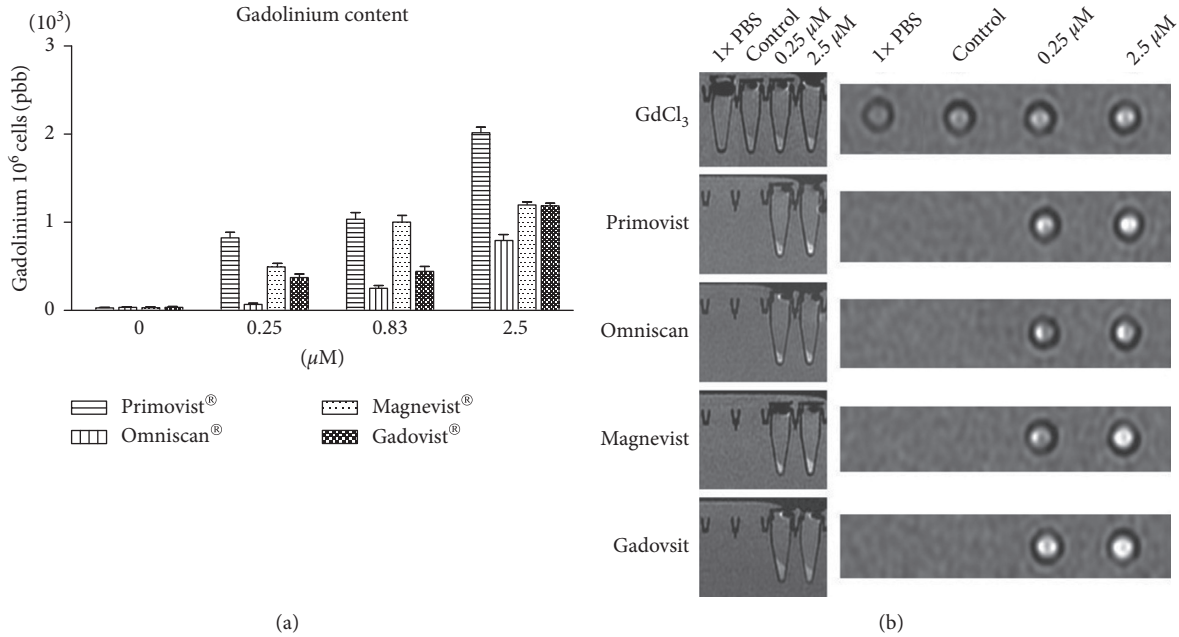 (10³)
Gadolinium content
3
2
1
0
Gadolinium 10⁶ cells (pbb)
0 0.25 0.83 2.5
(µM)
Primovist®
Omniscan®
Magnevist®
Gadovist®
(a)
1× PBS
Control
0.25 µM
2.5 µM
1× PBS
Control
0.25 µM
2.5 µM
GdCl₃
Primovist
Omniscan
Magnevist
Gadovsit
(b)